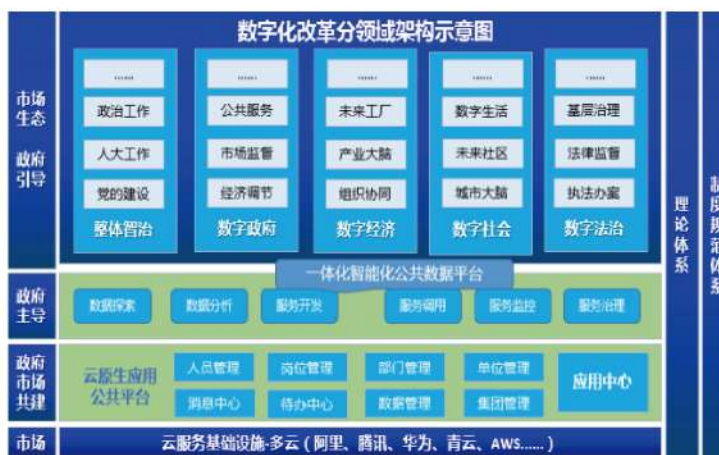 数字化改革分领域架构示意图
市场
生态
政府
引导
......
政治工作
人大工作
党的建设
整体智治
......
公共服务
市场监督
经济调节
数字政府
......
未来工厂
产业大脑
组织协同
数字经济
......
数字生活
未来社区
城市大脑
数字社会
......
基层治理
法律监督
执法办案
数字法治
一体化智能化公共数据平台
政府
主导
数据探索
数据分析
服务开发
服务调用
服务监控
服务治理
政府
市场
共建
云原生应用
公共平台
人员管理
岗位管理
部门管理
单位管理
消息中心
待办中心
数据管理
集团管理
应用中心
市场
云服务基础设施-多云(阿里、腾讯、华为、青云、AWS......)
理论体系
制度规范体系